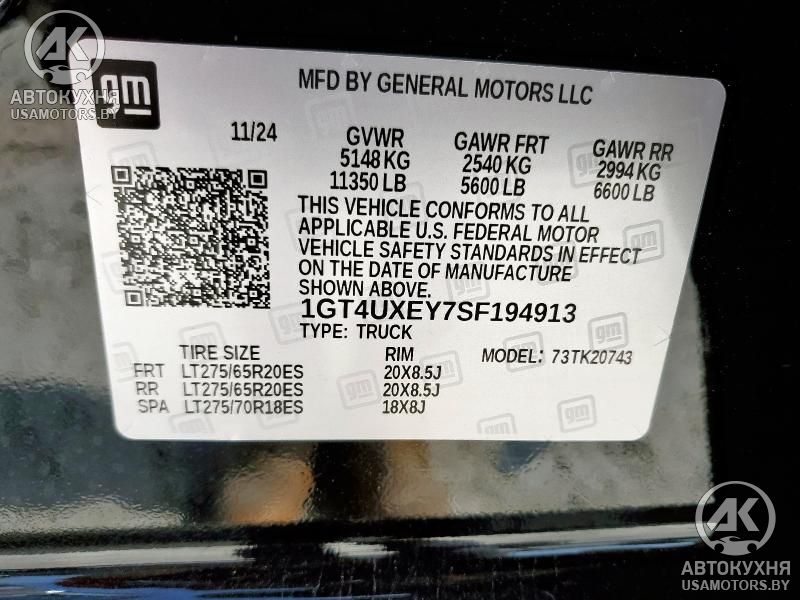 АВТОКУХНЯ
USAMOTORS.BY
gm
MFD BY GENERAL MOTORS LLC
11/24
GVWR
5148 KG
11350 LB
GAWR FRT
2540 KG
5600 LB
GAWR RR
2994 KG
6600 LB
THIS VEHICLE CONFORMS TO ALL
APPLICABLE U.S. FEDERAL MOTOR
VEHICLE SAFETY STANDARDS IN EFFECT
ON THE DATE OF MANUFACTURE
SHOWN ABOVE.
1GT4UXEY7SF194913
TYPE: TRUCK
TIRE SIZE RIM MODEL: 73TK20743
FRT LT275/65R20ES 20X8.5J
RR LT275/65R20ES 20X8.5J
SPA LT275/70R18ES 18X8J
АК
АВТОКУХНЯ
USAMOTORS.BY